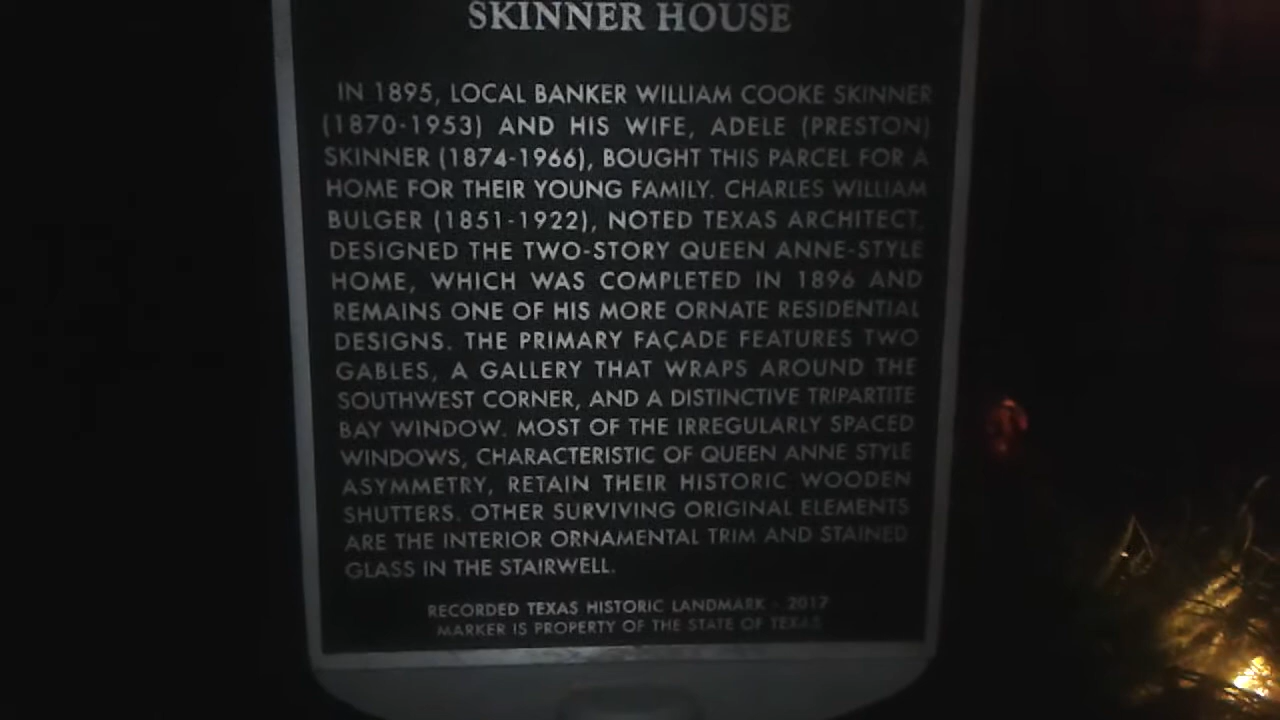 SKINNER HOUSE
IN 1895, LOCAL BANKER WILLIAM COOKE SKINNER
(1870-1953) AND HIS WIFE, ADELE (PRESTON)
SKINNER (1874-1966), BOUGHT THIS PARCEL FOR A
HOME FOR THEIR YOUNG FAMILY. CHARLES WILLIAM
BULGER (1851-1922), NOTED TEXAS ARCHITECT,
DESIGNED THE TWO-STORY QUEEN ANNE-STYLE
HOME, WHICH WAS COMPLETED IN 1896 AND
REMAINS ONE OF HIS MORE ORNATE RESIDENTIAL
DESIGNS. THE PRIMARY FAÇADE FEATURES TWO
GABLES, A GALLERY THAT WRAPS AROUND THE
SOUTHWEST CORNER, AND A DISTINCTIVE TRIPARTITE
BAY WINDOW. MOST OF THE IRREGULARLY SPACED
WINDOWS, CHARACTERISTIC OF QUEEN ANNE STYLE
ASYMMETRY, RETAIN THEIR HISTORIC WOODEN
SHUTTERS. OTHER SURVIVING ORIGINAL ELEMENTS
ARE THE INTERIOR ORNAMENTAL TRIM AND STAINED
GLASS IN THE STAIRWELL.
RECORDED TEXAS HISTORIC LANDMARK - 2017
MARKER IS PROPERTY OF THE STATE OF TEXAS